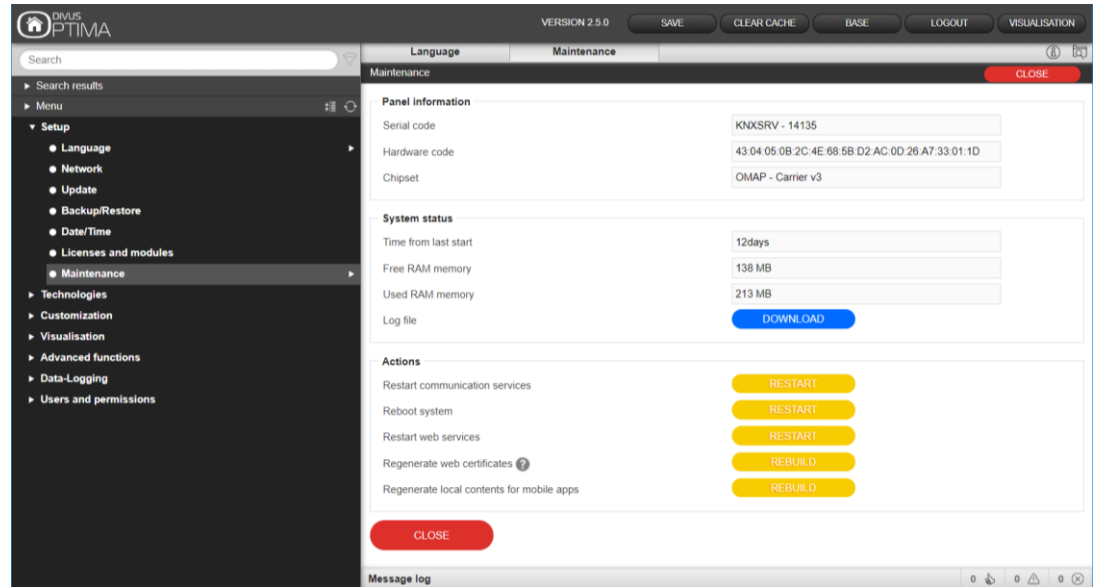 DIVUS
OPTIMA
VERSION 2.5.0
SAVE
CLEAR CACHE
BASE
LOGOUT
VISUALISATION
Search
Search results
Menu
Setup
Language
Network
Update
Backup/Restore
Date/Time
Licenses and modules
Maintenance
Technologies
Customization
Visualisation
Advanced functions
Data-Logging
Users and permissions
Language
Maintenance
Maintenance
CLOSE
Panel information
Serial code
KNXSRV - 14135
Hardware code
43:04:05:0B:2C:4E:68:5B:D2:AC:0D:26:A7:33:01:1D
Chipset
OMAP - Carrier v3
System status
Time from last start
12days
Free RAM memory
138 MB
Used RAM memory
213 MB
Log file
DOWNLOAD
Actions
Restart communication services
RESTART
Reboot system
RESTART
Restart web services
RESTART
Regenerate web certificates ?
REBUILD
Regenerate local contents for mobile apps
REBUILD
CLOSE
Message log
0
0
0